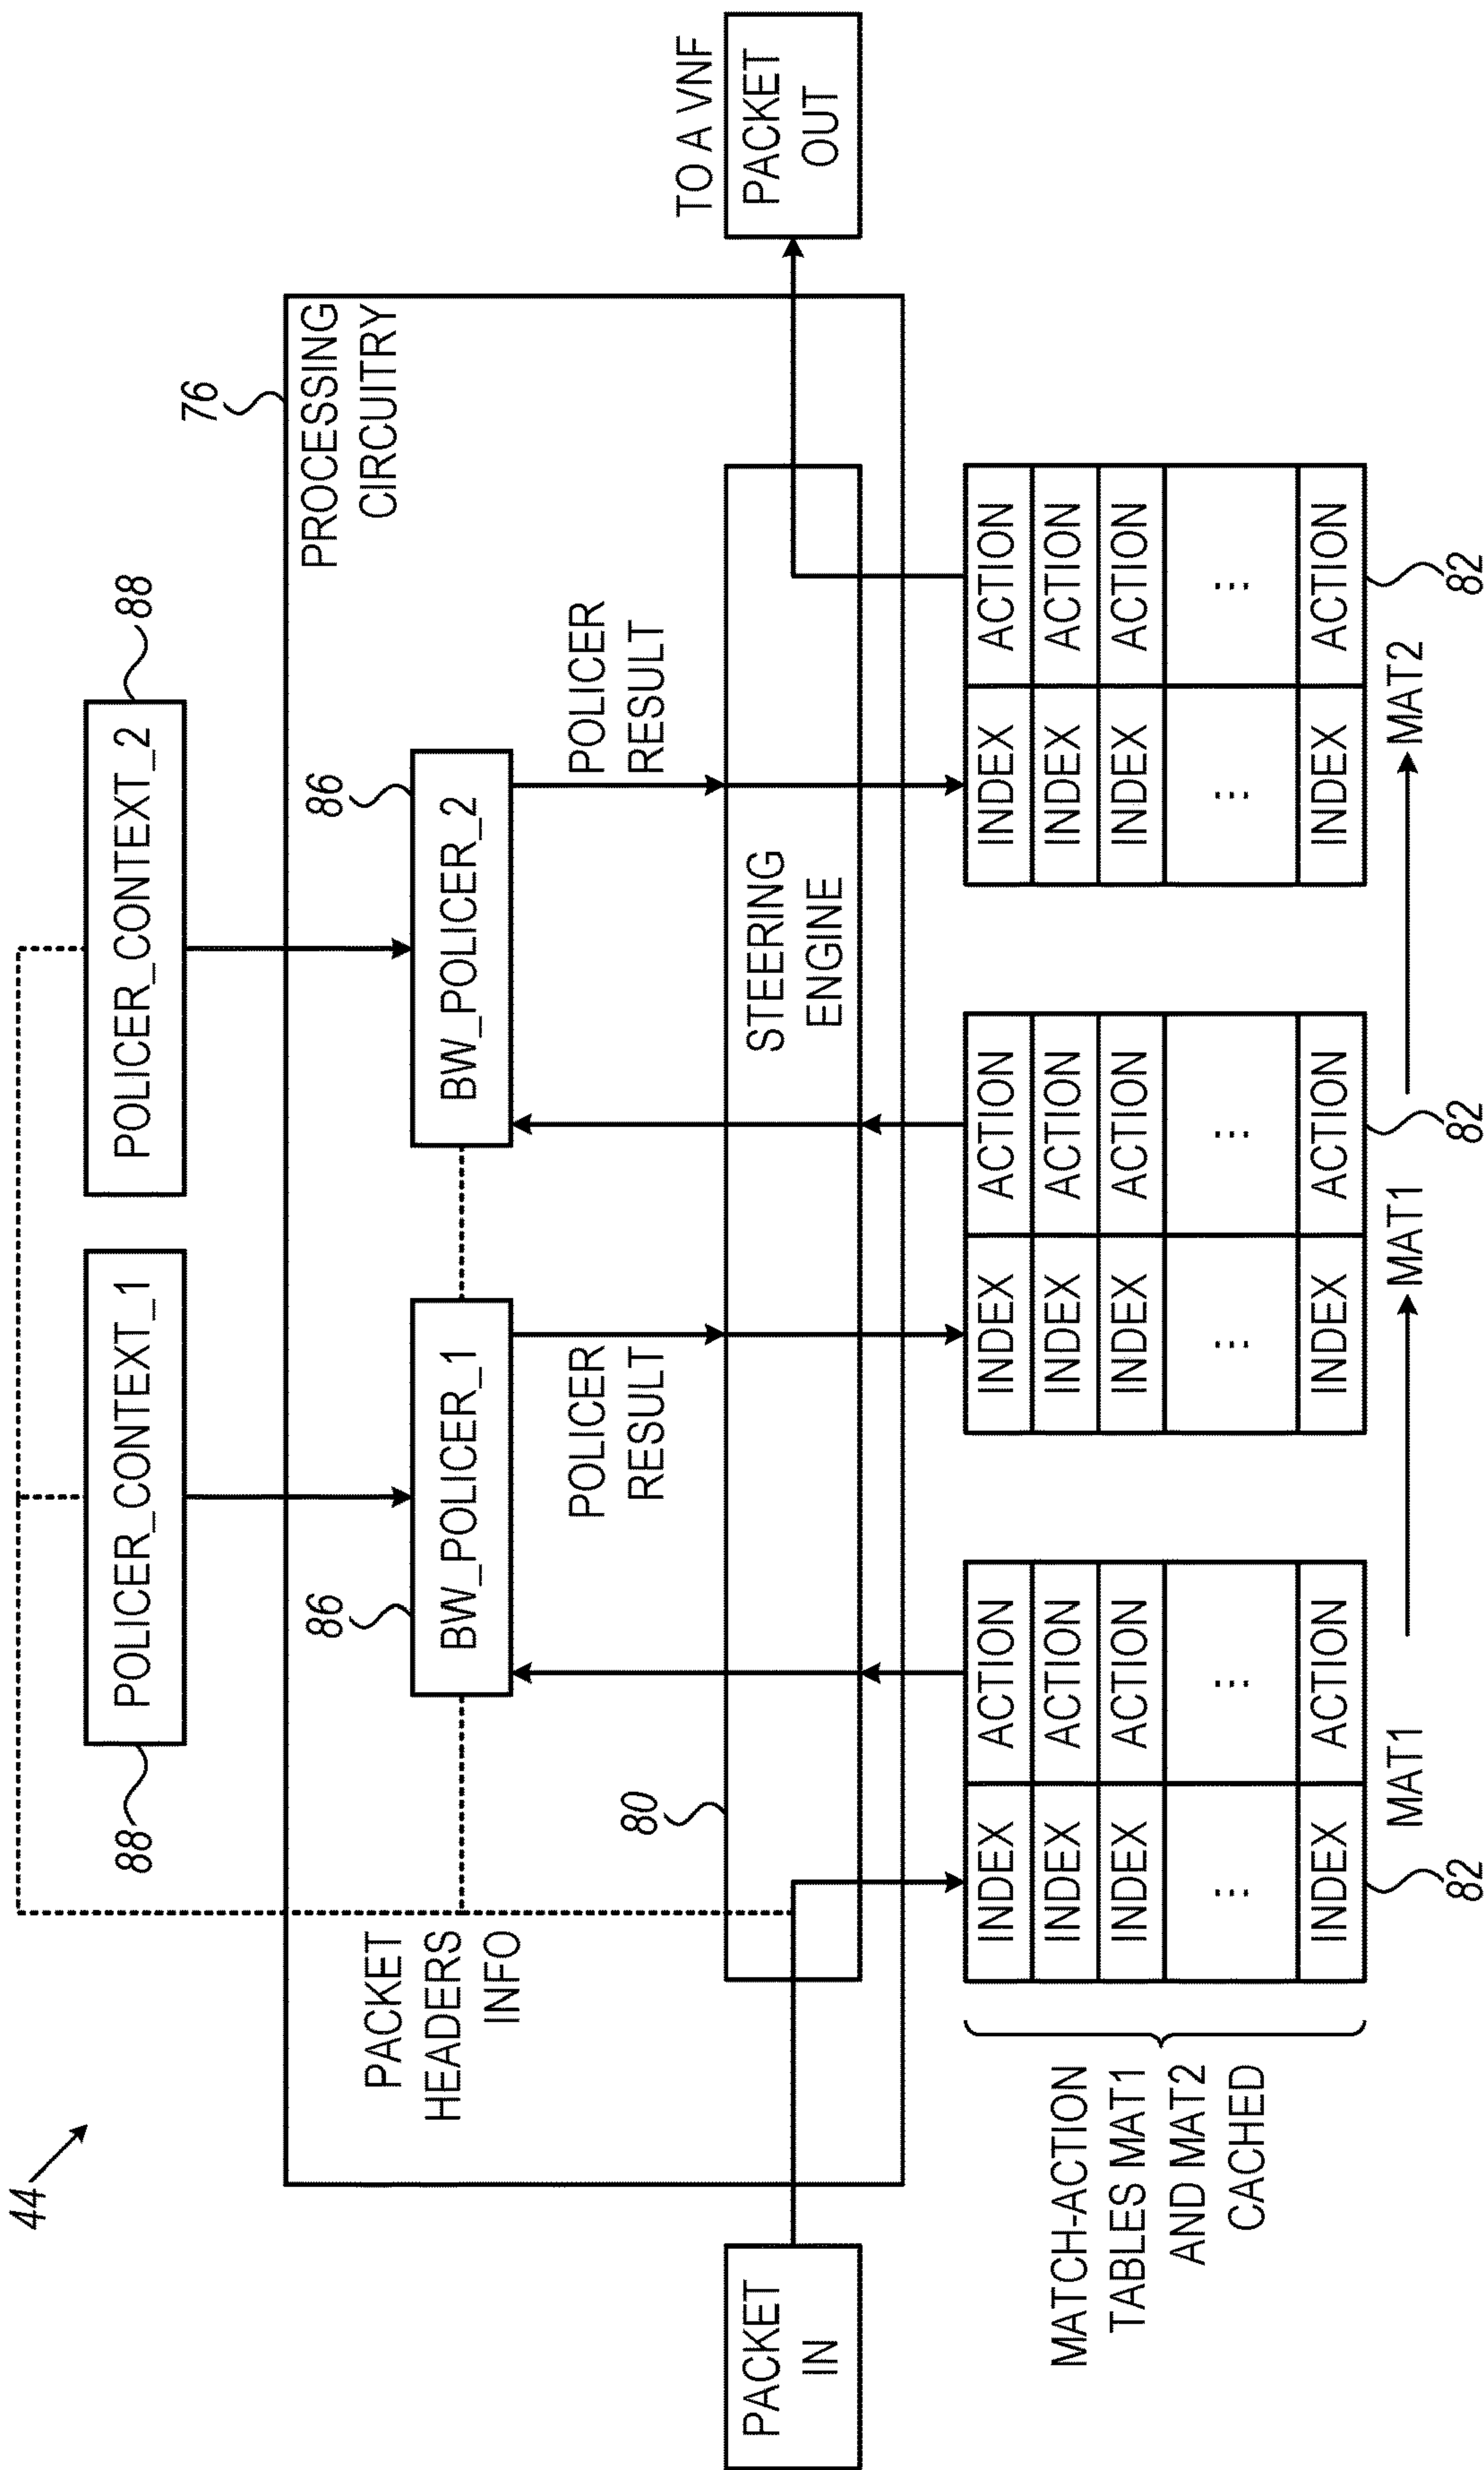 44
88
POLICER_CONTEXT_1
POLICER_CONTEXT_2
88
76
PROCESSING
CIRCUITRY
PACKET
HEADERS
INFO
86
BW_POLICER_1
86
BW_POLICER_2
POLICER
RESULT
POLICER
RESULT
80
STEERING
ENGINE
PACKET
IN
TO A VNF
PACKET
OUT
MATCH-ACTION
TABLES MAT1
AND MAT2
CACHED
INDEX ACTION
INDEX ACTION
INDEX ACTION
... ...
INDEX ACTION
82
MAT1
INDEX ACTION
INDEX ACTION
INDEX ACTION
... ...
INDEX ACTION
82
MAT1
INDEX ACTION
INDEX ACTION
INDEX ACTION
... ...
INDEX ACTION
82
MAT2